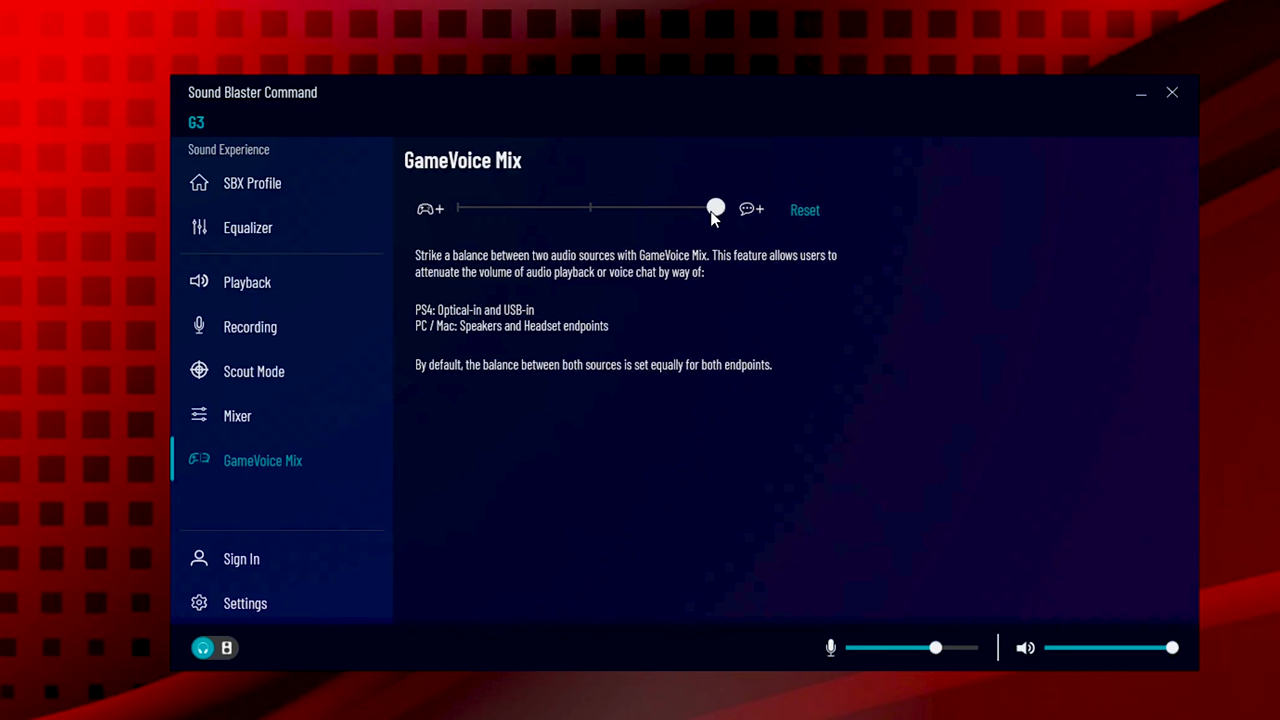 Sound Blaster Command
G3
Sound Experience
SBX Profile
Equalizer
Playback
Recording
Scout Mode
Mixer
GameVoice Mix
Sign In
Settings
GameVoice Mix
Reset
Strike a balance between two audio sources with GameVoice Mix. This feature allows users to
attenuate the volume of audio playback or voice chat by way of:
PS4: Optical-in and USB-in
PC / Mac: Speakers and Headset endpoints
By default, the balance between both sources is set equally for both endpoints.